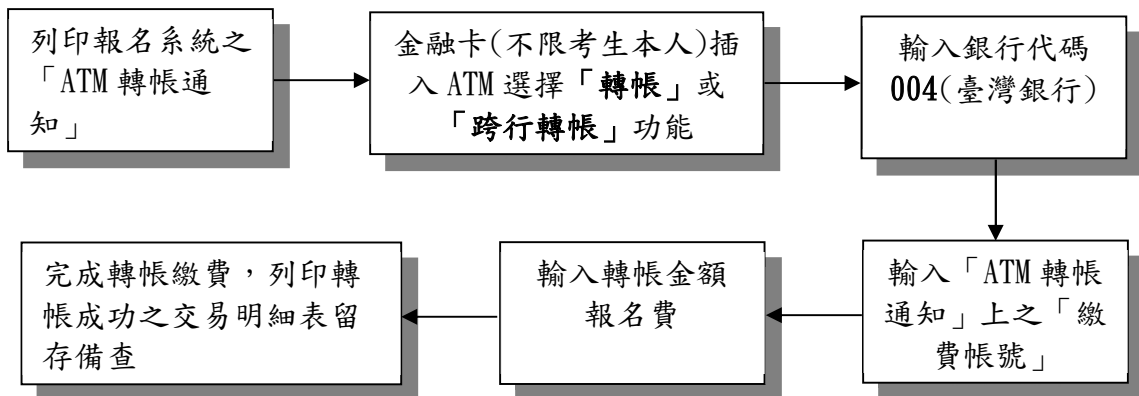 列印報名系統之
「ATM 轉帳通
知」
金融卡(不限考生本人)插
入 ATM 選擇「轉帳」或
「跨行轉帳」功能
輸入銀行代碼
004(臺灣銀行)
輸入「ATM 轉帳
通知」上之「繳
費帳號」
輸入轉帳金額
報名費
完成轉帳繳費，列印轉
帳成功之交易明細表留
存備查